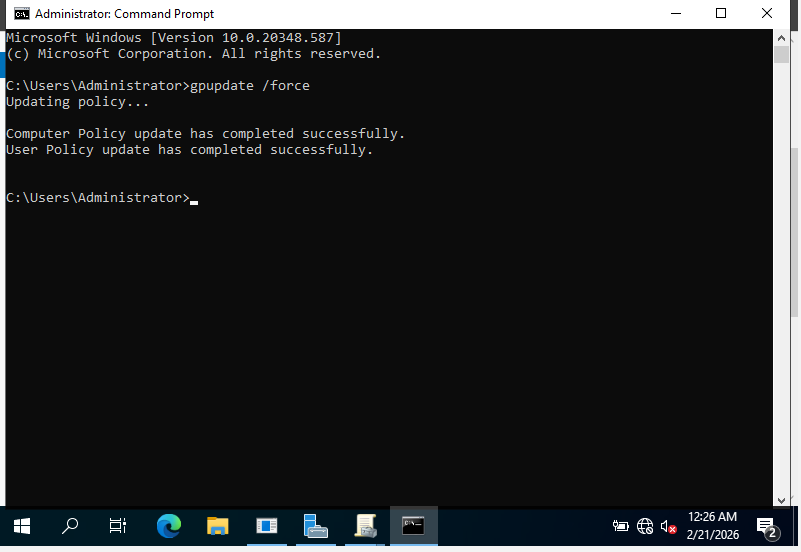 Administrator: Command Prompt
Microsoft Windows [Version 10.0.20348.587]
(c) Microsoft Corporation. All rights reserved.
C:\Users\Administrator>gpupdate /force
Updating policy...
Computer Policy update has completed successfully.
User Policy update has completed successfully.
C:\Users\Administrator>
12:26 AM
2/21/2026
2